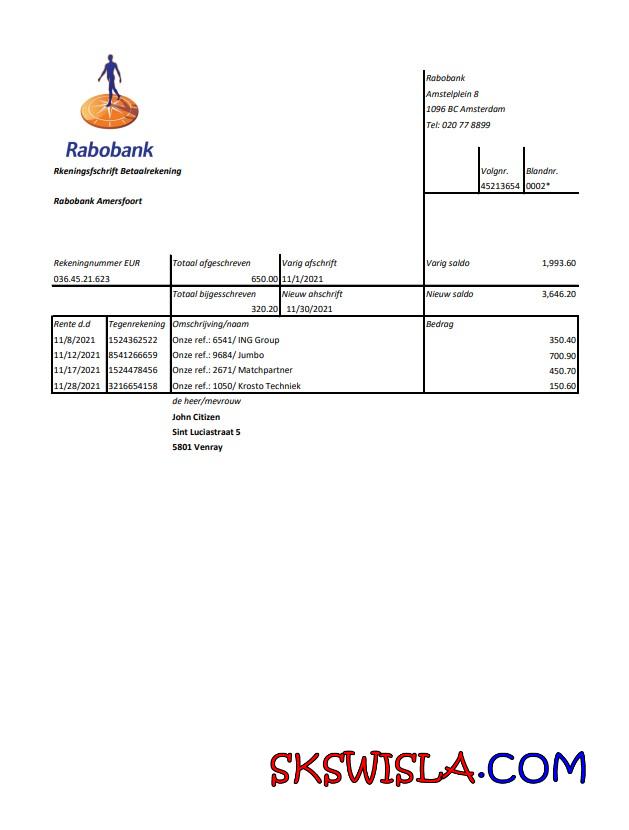 Rabobank
Amstelplein 8
1096 BC Amsterdam
Tel: 020 77 8899
Rabobank
Rkeningsfschrift Betaalrekening
Volgnr. Blandnr.
45213654 0002*
Rabobank Amersfoort
Rekeningnummer EUR Totaal afgeschreven Varig afschrift Varig saldo 1,993.60
036.45.21.623 650.00 11/1/2021
Totaal bijgesschreven Nieuw ahschrift Nieuw saldo 3,646.20
320.20 11/30/2021
Rente d.d Tegenrekening Omschrijving/naam Bedrag
11/8/2021 1524362522 Onze ref.: 6541/ ING Group 350.40
11/12/2021 8541266659 Onze ref.: 9684/ Jumbo 700.90
11/17/2021 1524478456 Onze ref.: 2671/ Matchpartner 450.70
11/28/2021 3216654158 Onze ref.: 1050/ Krosto Techniek 150.60
de heer/mevrouw
John Citizen
Sint Luciastraat 5
5801 Venray
SKSWISLA.COM